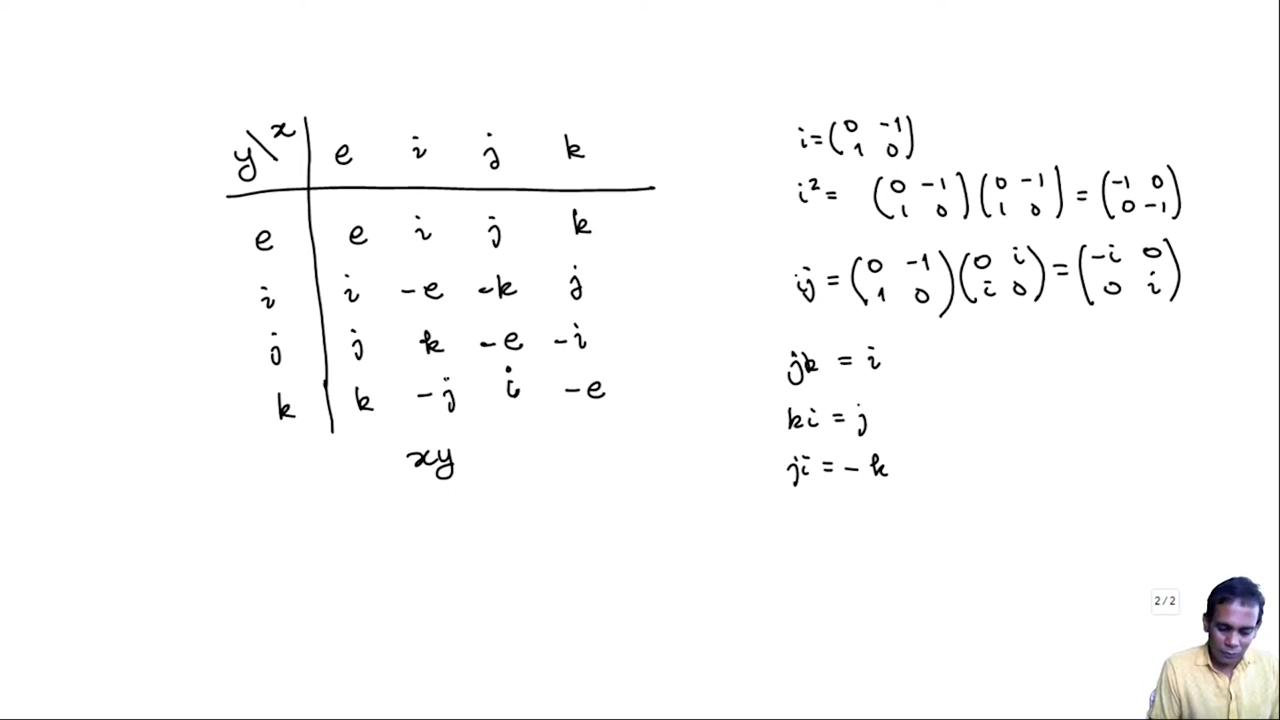 y\x e i j k
e e i j k
i i -e -k j
j j k -e -i
k k -j i -e
xy
i = (0 -1
1 0)
i² = (0 -1
1 0) (0 -1
1 0) = (-1 0
0 -1)
ij = (0 -1
1 0) (0 i
i 0) = (-i 0
0 i)
jk = i
ki = j
ji = -k
2/2